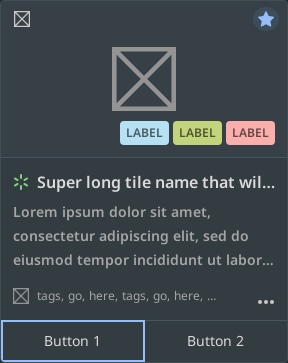 LABEL LABEL LABEL
Super long tile name that wil...
Lorem ipsum dolor sit amet,
consectetur adipiscing elit, sed do
eiusmod tempor incididunt ut labor...
tags, go, here, tags, go, here, ...
Button 1 Button 2